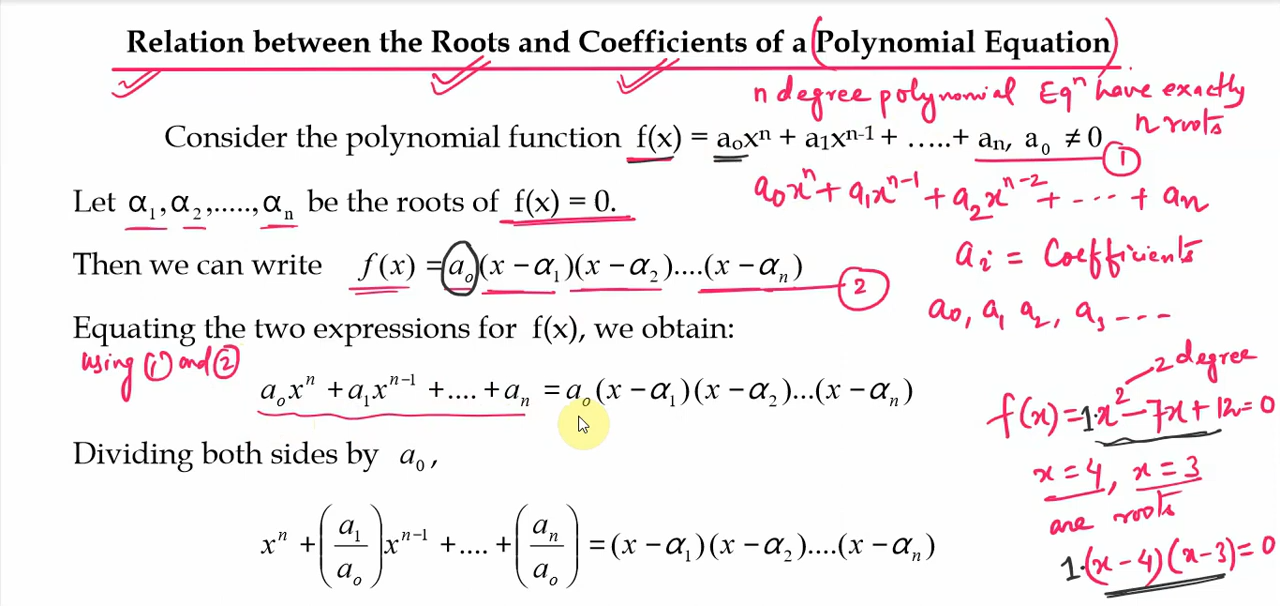 Relation between the Roots and Coefficients of a (Polynomial Equation)
n degree polynomial Eqⁿ have exactly
n roots
Consider the polynomial function f(x) = a₀xⁿ + a₁xⁿ⁻¹ + …..+ aₙ, a₀ ≠ 0
①
a₀xⁿ + a₁xⁿ⁻¹ + a₂xⁿ⁻² + - - - + aₙ
Let α₁,α₂,.....,αₙ be the roots of f(x) = 0.
aᵢ = Coefficients
Then we can write f(x) = a₀(x − α₁)(x − α₂)....(x − αₙ)
②
a₀, a₁ a₂, a₃ - - -
Equating the two expressions for f(x), we obtain:
using ① and ②
2 degree
a₀xⁿ + a₁xⁿ⁻¹ + .... + aₙ = a₀(x − α₁)(x − α₂)...(x − αₙ)
f(x) = 1·x² − 7x + 12 = 0
Dividing both sides by a₀,
x = 4, x = 3
are roots
xⁿ + (a₁/a₀)xⁿ⁻¹ + .... + (aₙ/a₀) = (x − α₁)(x − α₂)....(x − αₙ)
1·(x − 4)(x − 3) = 0